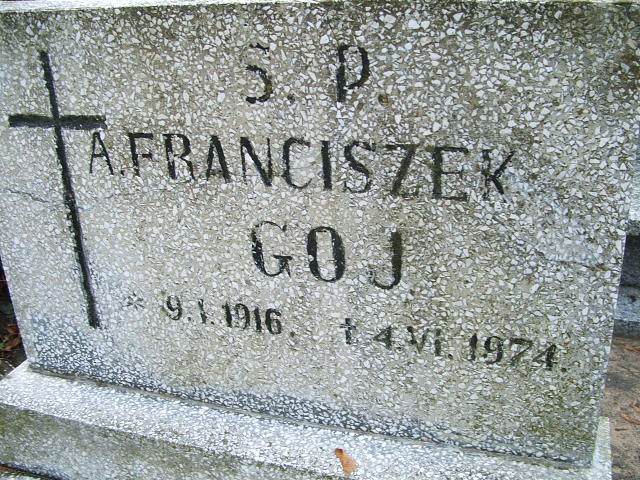 Ś. P.
A. FRANCISZEK
GOJ
* 9. I. 1916. † 4. VI. 1974.